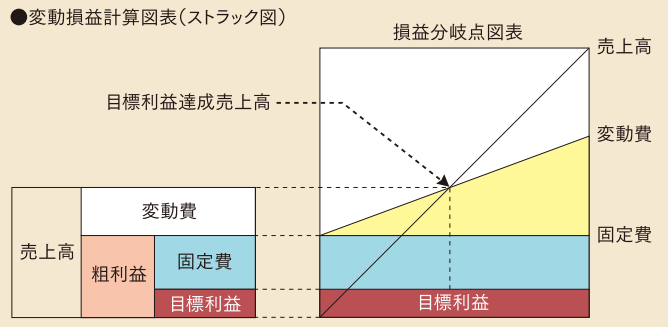 ●変動損益計算図表(ストラック図)
損益分岐点図表
売上高
目標利益達成売上高
変動費
変動費
売上高
固定費
固定費
粗利益
目標利益
目標利益